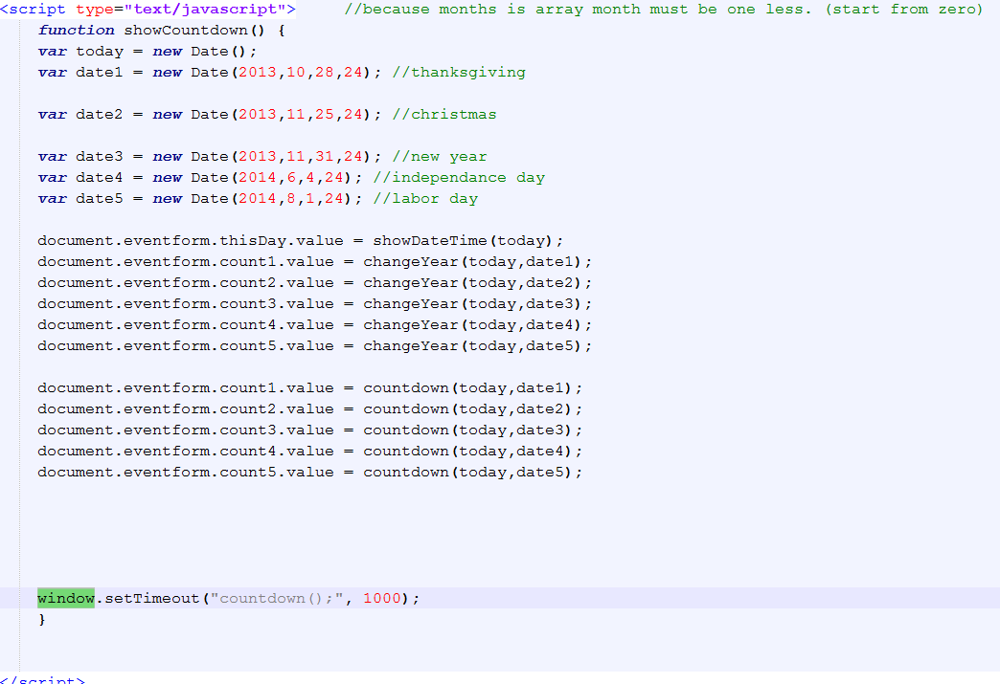 <script type="text/javascript"> //because months is array month must be one less. (start from zero)
function showCountdown() {
var today = new Date();
var date1 = new Date(2013,10,28,24); //thanksgiving
var date2 = new Date(2013,11,25,24); //christmas
var date3 = new Date(2013,11,31,24); //new year
var date4 = new Date(2014,6,4,24); //independance day
var date5 = new Date(2014,8,1,24); //labor day
document.eventform.thisDay.value = showDateTime(today);
document.eventform.count1.value = changeYear(today,date1);
document.eventform.count2.value = changeYear(today,date2);
document.eventform.count3.value = changeYear(today,date3);
document.eventform.count4.value = changeYear(today,date4);
document.eventform.count5.value = changeYear(today,date5);
document.eventform.count1.value = countdown(today,date1);
document.eventform.count2.value = countdown(today,date2);
document.eventform.count3.value = countdown(today,date3);
document.eventform.count4.value = countdown(today,date4);
document.eventform.count5.value = countdown(today,date5);
window.setTimeout("countdown();", 1000);
}
</script>